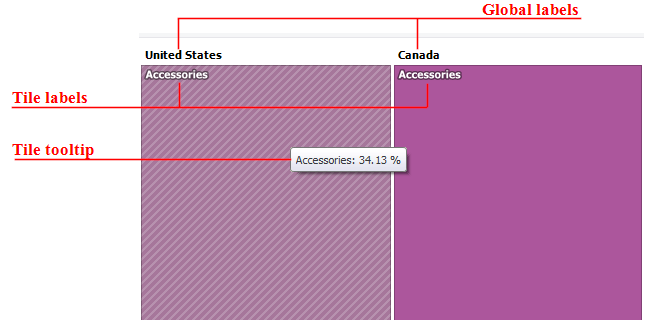 Global labels
United States
Canada
Accessories
Accessories
Tile labels
Tile tooltip
Accessories: 34.13 %